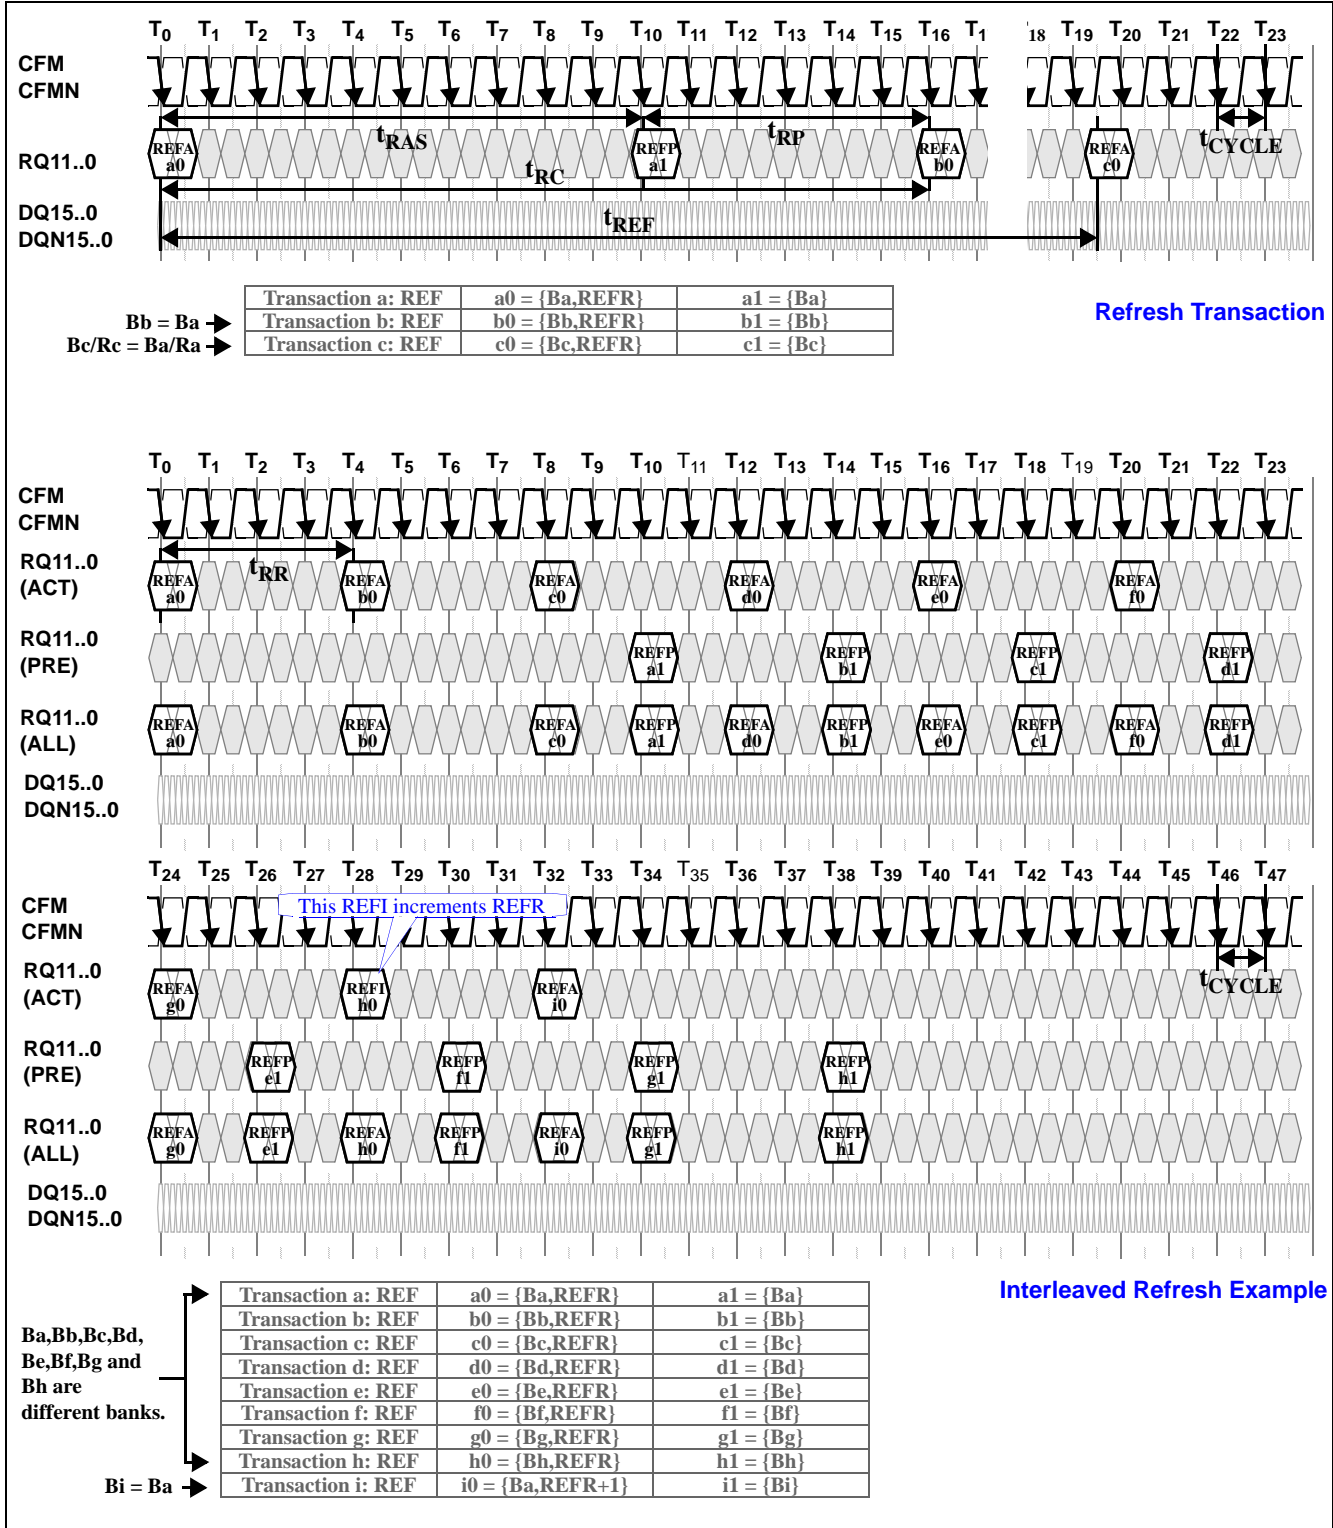 T0 T1 T2 T3 T4 T5 T6 T7 T8 T9 T10 T11 T12 T13 T14 T15 T16 T1 18 T19 T20 T21 T22 T23
CFM
CFMN
tRAS tRP tCYCLE
RQ11..0
REFA a0 REFP a1 REFA b0 REFA c0
tRC
DQ15..0
DQN15..0
tREF
Transaction a: REF a0 = {Ba,REFR} a1 = {Ba}
Bb = Ba Transaction b: REF b0 = {Bb,REFR} b1 = {Bb}
Bc/Rc = Ba/Ra Transaction c: REF c0 = {Bc,REFR} c1 = {Bc}
Refresh Transaction
T0 T1 T2 T3 T4 T5 T6 T7 T8 T9 T10 T11 T12 T13 T14 T15 T16 T17 T18 T19 T20 T21 T22 T23
CFM
CFMN
tRR
RQ11..0
(ACT)
REFA a0 REFA b0 REFA c0 REFA d0 REFA e0 REFA f0
RQ11..0
(PRE)
REFP a1 REFP b1 REFP c1 REFP d1
RQ11..0
(ALL)
REFA a0 REFA b0 REFA c0 REFP a1 REFA d0 REFP b1 REFA e0 REFP c1 REFA f0 REFP d1
DQ15..0
DQN15..0
T24 T25 T26 T27 T28 T29 T30 T31 T32 T33 T34 T35 T36 T37 T38 T39 T40 T41 T42 T43 T44 T45 T46 T47
CFM
CFMN
This REFI increments REFR
RQ11..0
(ACT)
REFA g0 REFI h0 REFA i0
tCYCLE
RQ11..0
(PRE)
REFP e1 REFP f1 REFP g1 REFP h1
RQ11..0
(ALL)
REFA g0 REFP e1 REFA h0 REFP f1 REFA i0 REFP g1 REFP h1
DQ15..0
DQN15..0
Interleaved Refresh Example
Ba,Bb,Bc,Bd,
Be,Bf,Bg and
Bh are
different banks.
Transaction a: REF a0 = {Ba,REFR} a1 = {Ba}
Transaction b: REF b0 = {Bb,REFR} b1 = {Bb}
Transaction c: REF c0 = {Bc,REFR} c1 = {Bc}
Transaction d: REF d0 = {Bd,REFR} d1 = {Bd}
Transaction e: REF e0 = {Be,REFR} e1 = {Be}
Transaction f: REF f0 = {Bf,REFR} f1 = {Bf}
Transaction g: REF g0 = {Bg,REFR} g1 = {Bg}
Transaction h: REF h0 = {Bh,REFR} h1 = {Bh}
Bi = Ba Transaction i: REF i0 = {Ba,REFR+1} i1 = {Bi}